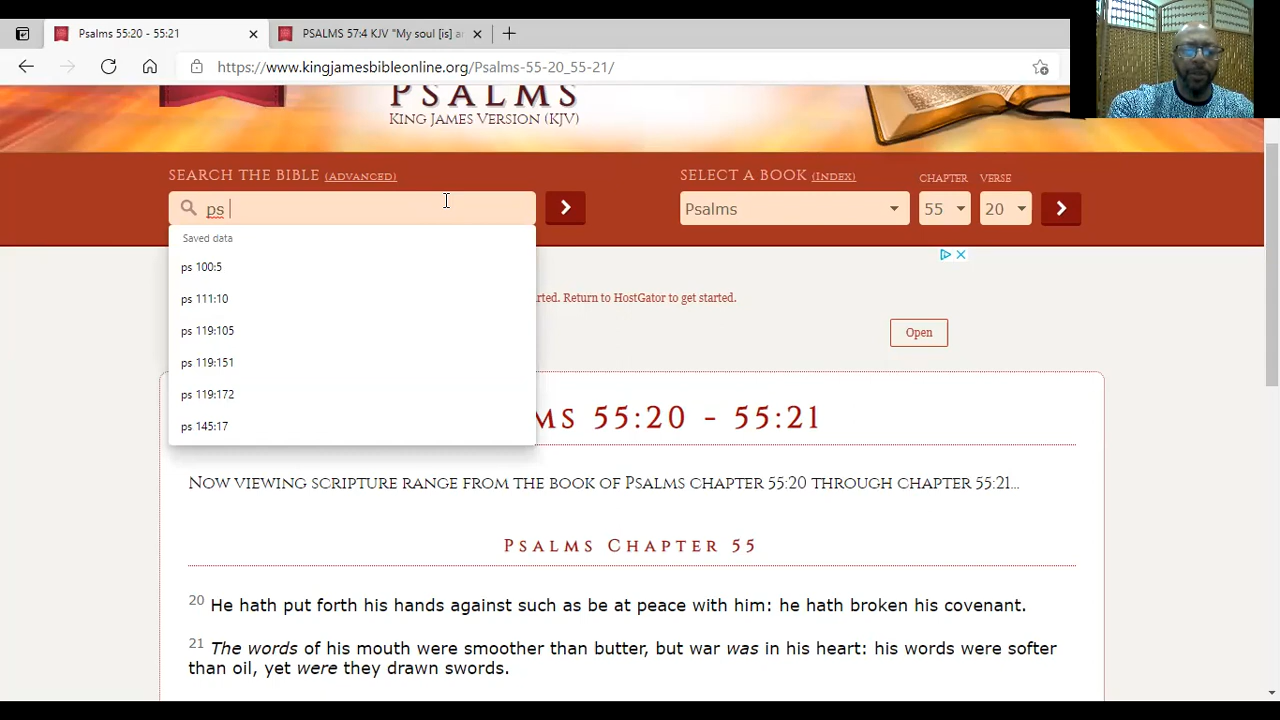 Psalms 55:20 - 55:21
PSALMS 57:4 KJV "My soul [is] a
https://www.kingjamesbibleonline.org/Psalms-55-20_55-21/
PSALMS
KING JAMES VERSION (KJV)
SEARCH THE BIBLE (ADVANCED)
SELECT A BOOK (INDEX)
CHAPTER
VERSE
ps
Psalms
55
20
Saved data
ps 100:5
ps 111:10
ps 119:105
ps 119:151
ps 119:172
ps 145:17
rted. Return to HostGator to get started.
Open
MS 55:20 - 55:21
NOW VIEWING SCRIPTURE RANGE FROM THE BOOK OF PSALMS CHAPTER 55:20 THROUGH CHAPTER 55:21...
PSALMS CHAPTER 55
20 He hath put forth his hands against such as be at peace with him: he hath broken his covenant.
21 The words of his mouth were smoother than butter, but war was in his heart: his words were softer
than oil, yet were they drawn swords.